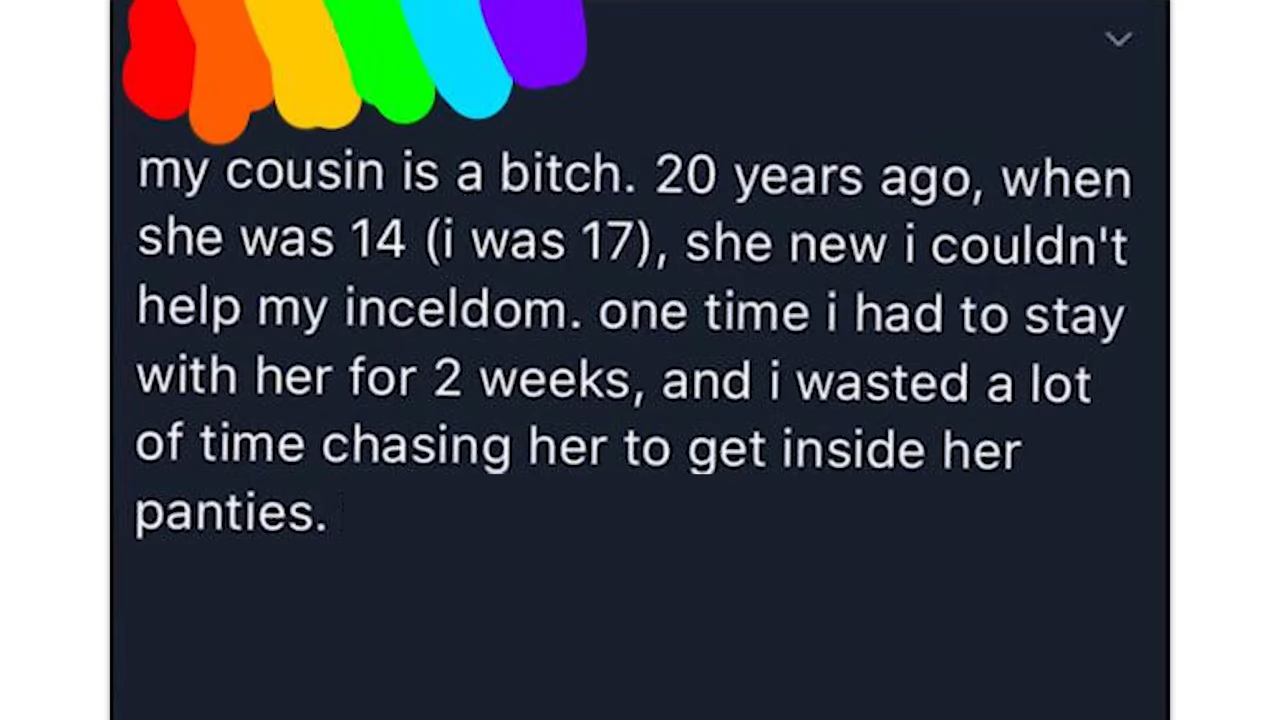 my cousin is a bitch. 20 years ago, when
she was 14 (i was 17), she new i couldn't
help my inceldom. one time i had to stay
with her for 2 weeks, and i wasted a lot
of time chasing her to get inside her
panties.